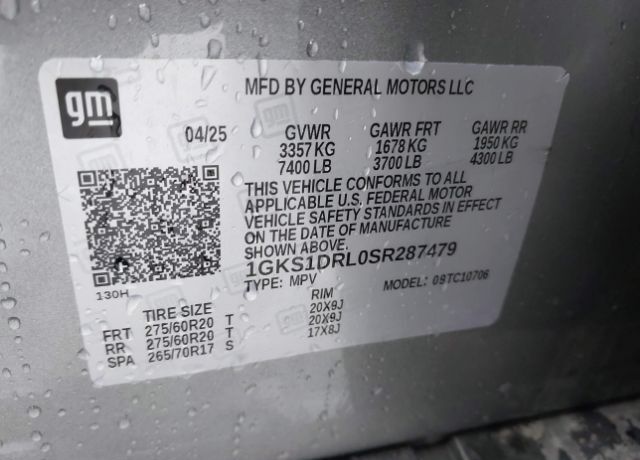 gm
MFD BY GENERAL MOTORS LLC
04/25 GVWR GAWR FRT GAWR RR
3357 KG 1678 KG 1950 KG
7400 LB 3700 LB 4300 LB
THIS VEHICLE CONFORMS TO ALL
APPLICABLE U.S. FEDERAL MOTOR
VEHICLE SAFETY STANDARDS IN EFFECT
ON THE DATE OF MANUFACTURE
SHOWN ABOVE.
1GKS1DRL0SR287479
TYPE: MPV MODEL: 09TC10706
130H
TIRE SIZE RIM
FRT 275/60R20 T 20X9J
RR 275/60R20 T 20X9J
SPA 265/70R17 S 17X8J